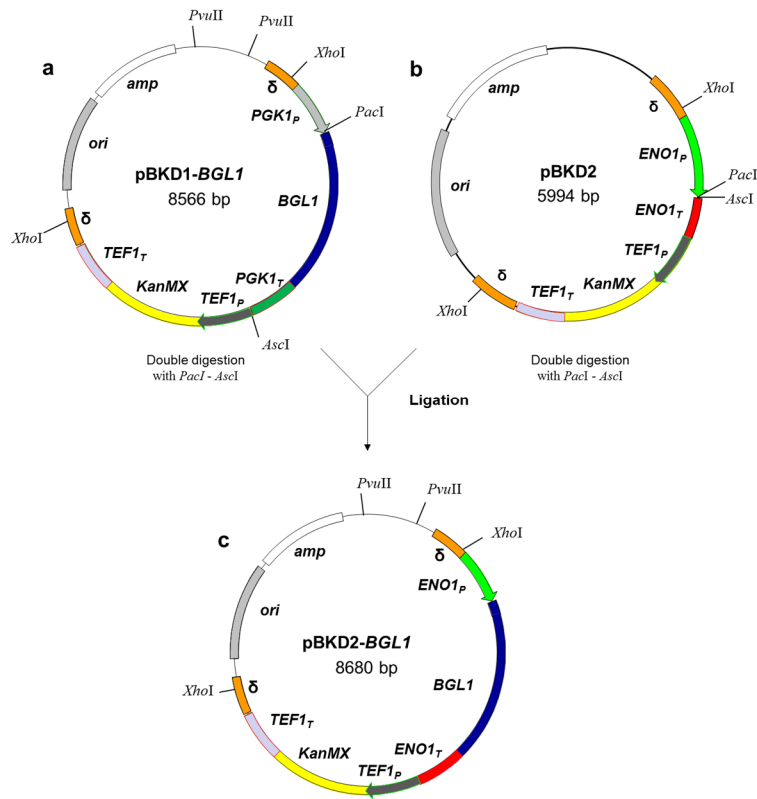 a
PvuII
PvuII
XhoI
δ
PGK1P
PacI
amp
ori
pBKD1-BGL1
8566 bp
BGL1
δ
XhoI
TEF1T
KanMX
TEF1P
PGK1T
AscI
Double digestion
with PacI - AscI
b
XhoI
δ
amp
ENO1P
PacI
AscI
ori
pBKD2
5994 bp
ENO1T
TEF1P
KanMX
TEF1T
δ
XhoI
Double digestion
with PacI - AscI
Ligation
c
PvuII
PvuII
XhoI
δ
amp
ENO1P
ori
pBKD2-BGL1
8680 bp
BGL1
XhoI
δ
TEF1T
KanMX
TEF1P
ENO1T